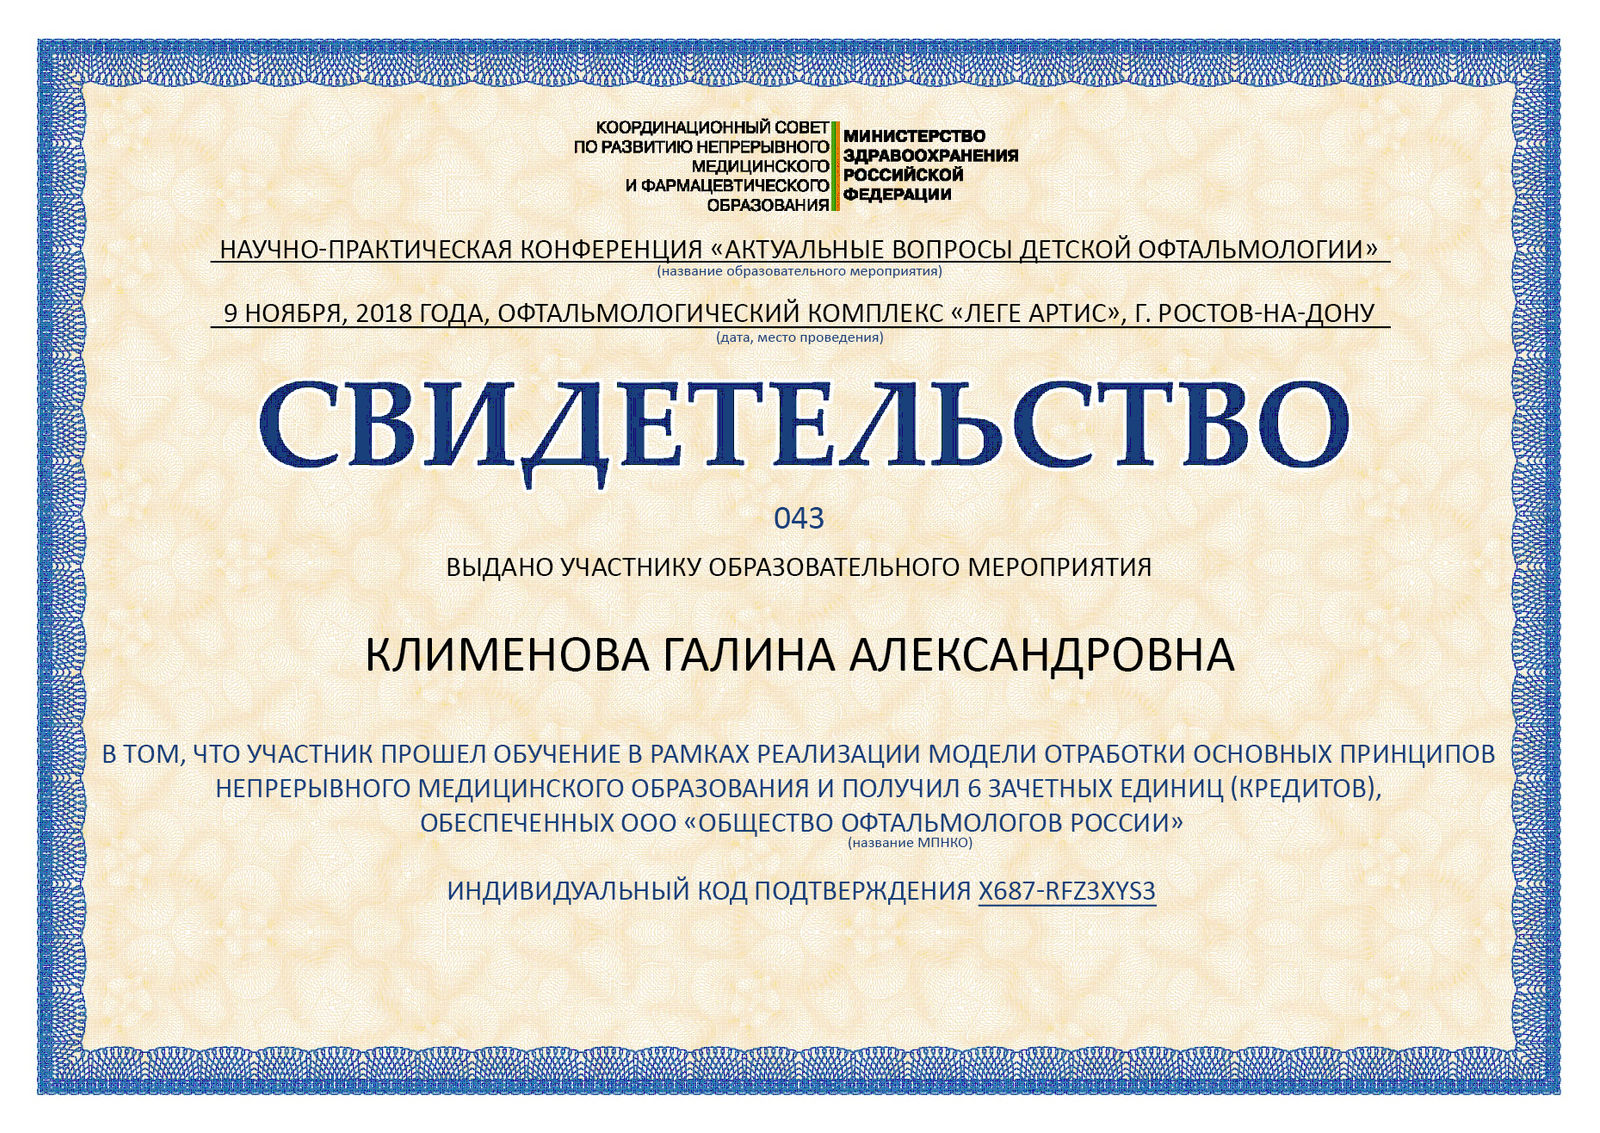 КООРДИНАЦИОННЫЙ СОВЕТ
ПО РАЗВИТИЮ НЕПРЕРЫВНОГО
МЕДИЦИНСКОГО
И ФАРМАЦЕВТИЧЕСКОГО
ОБРАЗОВАНИЯ
МИНИСТЕРСТВО
ЗДРАВООХРАНЕНИЯ
РОССИЙСКОЙ
ФЕДЕРАЦИИ
НАУЧНО-ПРАКТИЧЕСКАЯ КОНФЕРЕНЦИЯ «АКТУАЛЬНЫЕ ВОПРОСЫ ДЕТСКОЙ ОФТАЛЬМОЛОГИИ»
(название образовательного мероприятия)
9 НОЯБРЯ, 2018 ГОДА, ОФТАЛЬМОЛОГИЧЕСКИЙ КОМПЛЕКС «ЛЕГЕ АРТИС», Г. РОСТОВ-НА-ДОНУ
(дата, место проведения)
СВИДЕТЕЛЬСТВО
043
ВЫДАНО УЧАСТНИКУ ОБРАЗОВАТЕЛЬНОГО МЕРОПРИЯТИЯ
КЛИМЕНОВА ГАЛИНА АЛЕКСАНДРОВНА
В ТОМ, ЧТО УЧАСТНИК ПРОШЕЛ ОБУЧЕНИЕ В РАМКАХ РЕАЛИЗАЦИИ МОДЕЛИ ОТРАБОТКИ ОСНОВНЫХ ПРИНЦИПОВ
НЕПРЕРЫВНОГО МЕДИЦИНСКОГО ОБРАЗОВАНИЯ И ПОЛУЧИЛ 6 ЗАЧЕТНЫХ ЕДИНИЦ (КРЕДИТОВ),
ОБЕСПЕЧЕННЫХ ООО «ОБЩЕСТВО ОФТАЛЬМОЛОГОВ РОССИИ»
(название МПНКО)
ИНДИВИДУАЛЬНЫЙ КОД ПОДТВЕРЖДЕНИЯ X687-RFZ3XYS3